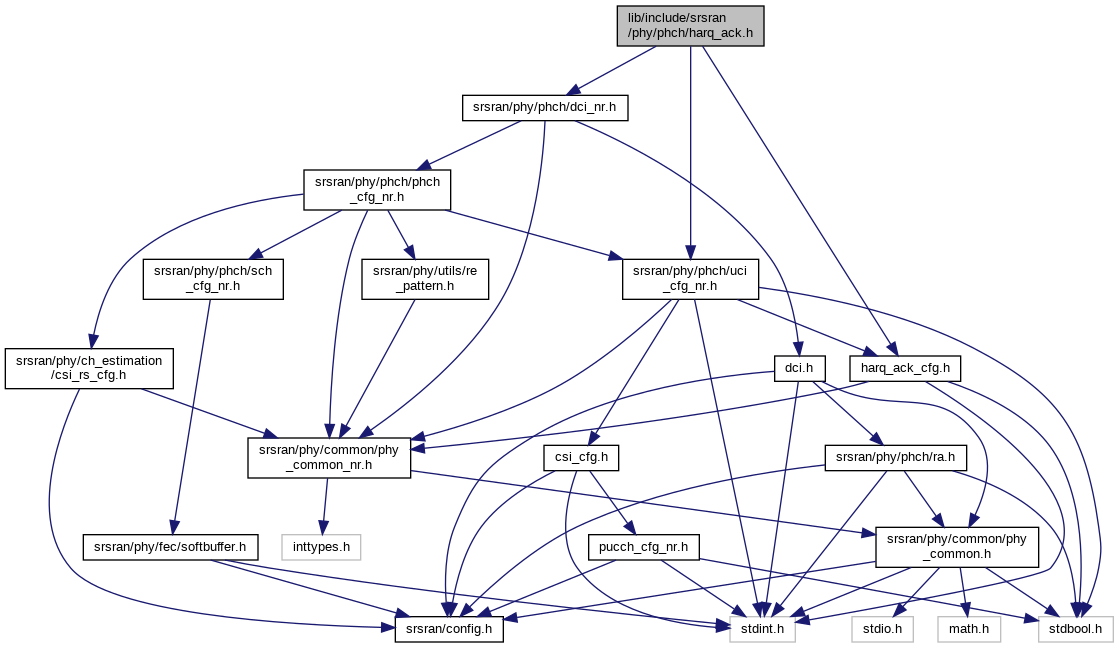 lib/include/srsran
/phy/phch/harq_ack.h
srsran/phy/phch/dci_nr.h
srsran/phy/phch/phch
_cfg_nr.h
srsran/phy/phch/sch
_cfg_nr.h
srsran/phy/utils/re
_pattern.h
srsran/phy/phch/uci
_cfg_nr.h
srsran/phy/ch_estimation
/csi_rs_cfg.h
dci.h
harq_ack_cfg.h
srsran/phy/common/phy
_common_nr.h
csi_cfg.h
srsran/phy/phch/ra.h
srsran/phy/fec/softbuffer.h
inttypes.h
pucch_cfg_nr.h
srsran/phy/common/phy
_common.h
srsran/config.h
stdint.h
stdio.h
math.h
stdbool.h